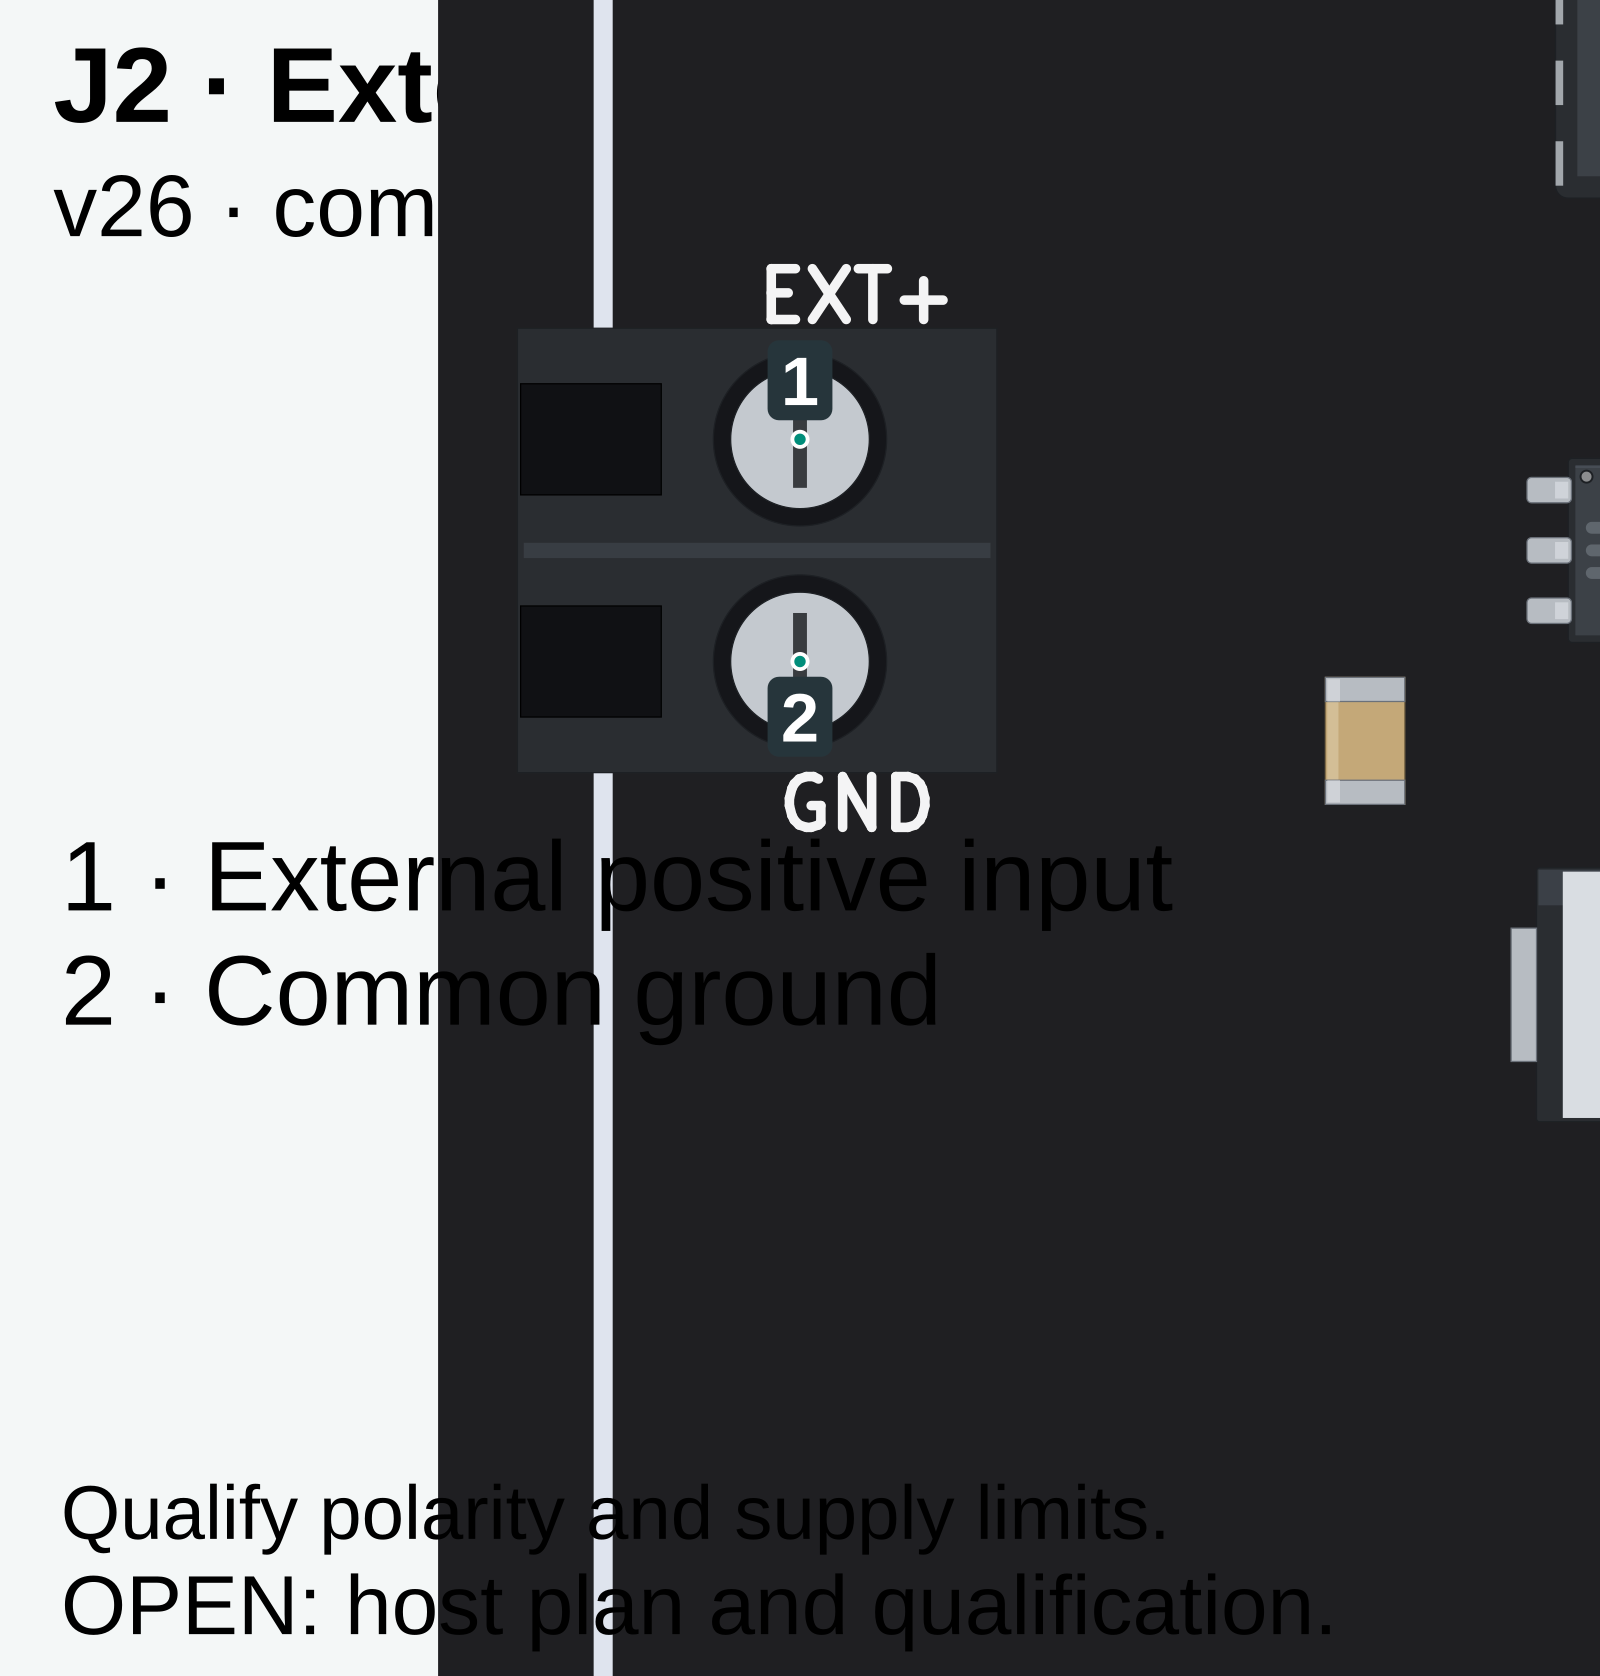 J2 · Ext
v26 · com
EXT+
1
2
GND
1 · External positive input
2 · Common ground
Qualify polarity and supply limits.
OPEN: host plan and qualification.